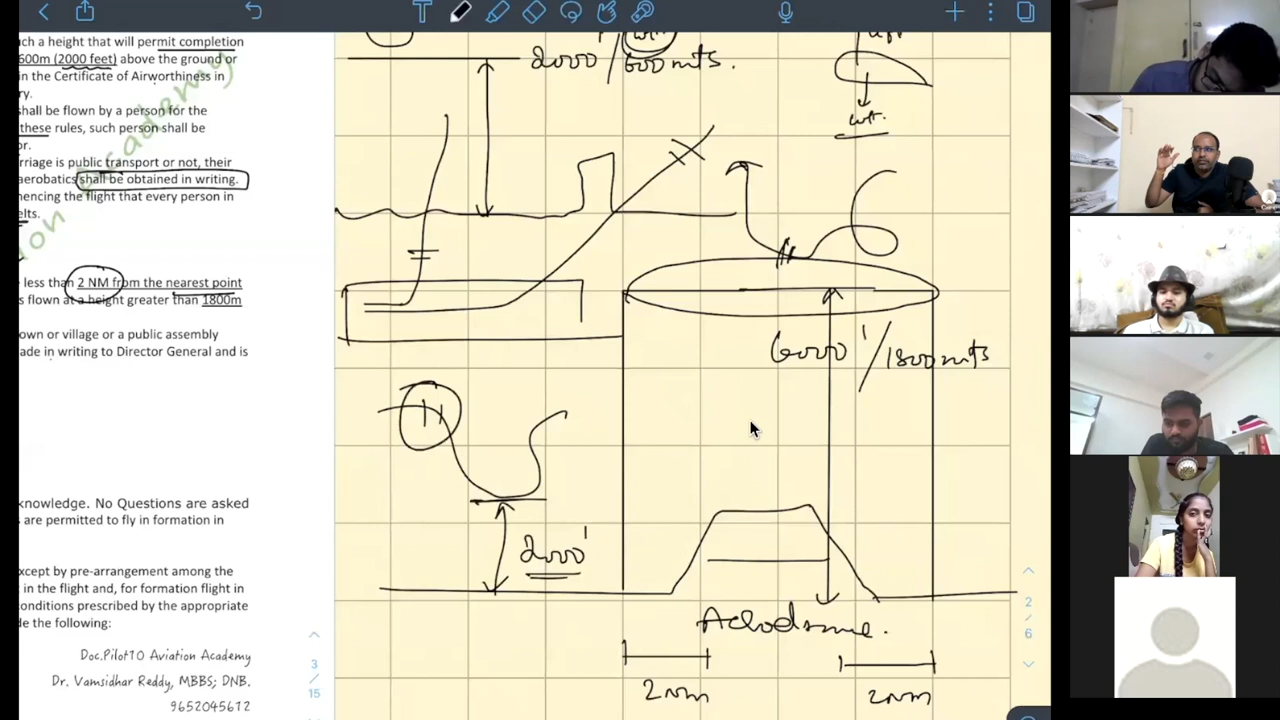 uch a height that will permit completion
600m (2000 feet) above the ground or
in the Certificate of Airworthiness in
ry.
shall be flown by a person for the
these rules, such person shall be
or.
rriage is public transport or not, their
aerobatics shall be obtained in writing.
nencing the flight that every person in
elts.
less than 2 NM from the nearest point
s flown at a height greater than 1800m
own or village or a public assembly
ade in writing to Director General and is
knowledge. No Questions are asked
are permitted to fly in formation in
xcept by pre-arrangement among the
in the flight and, for formation flight in
onditions prescribed by the appropriate
de the following:
Doc.Pilot10 Aviation Academy
Dr. Vamsidhar Reddy, MBBS; DNB.
9652045612
3
/
15
on Academy
2000' / 600 mts.
wt.
6000' / 1800 mts
2000'
Aerodrome.
2nm
2nm
2
/
6